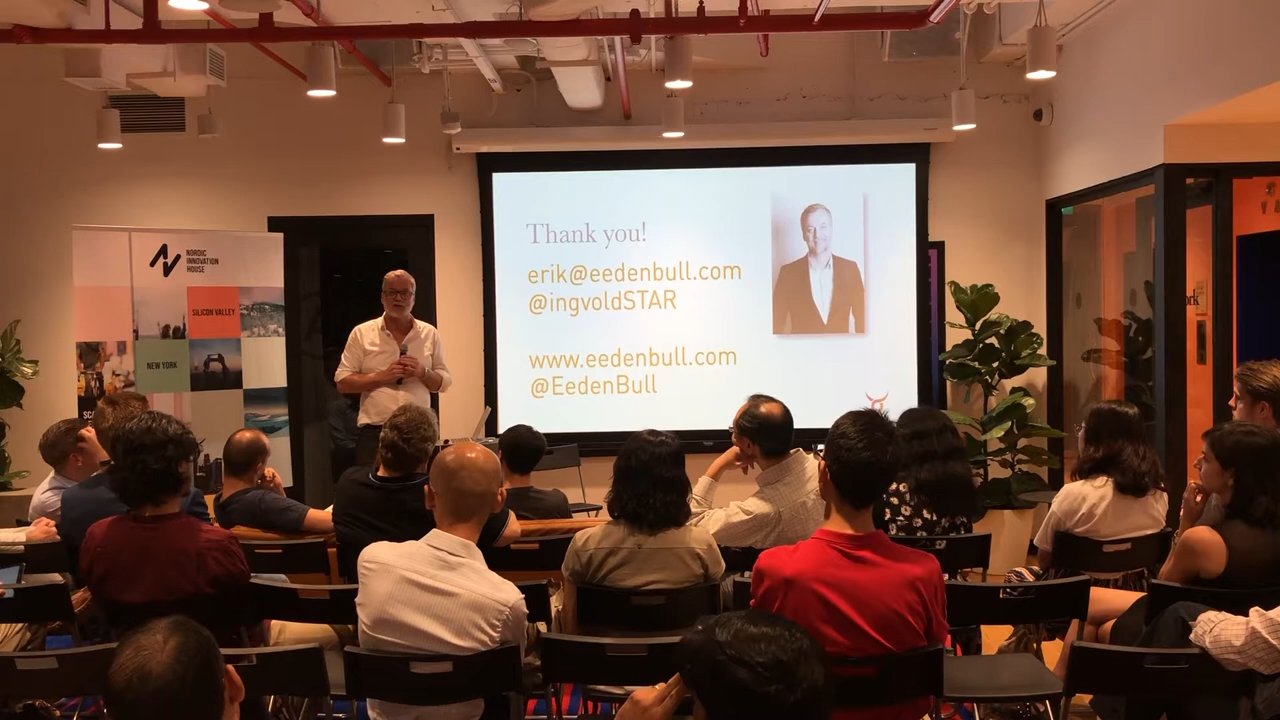 NORDIC
INNOVATION
HOUSE
SILICON VALLEY
NEW YORK
Thank you!
erik@eedenbull.com
@ingvoldSTAR
www.eedenbull.com
@EedenBull